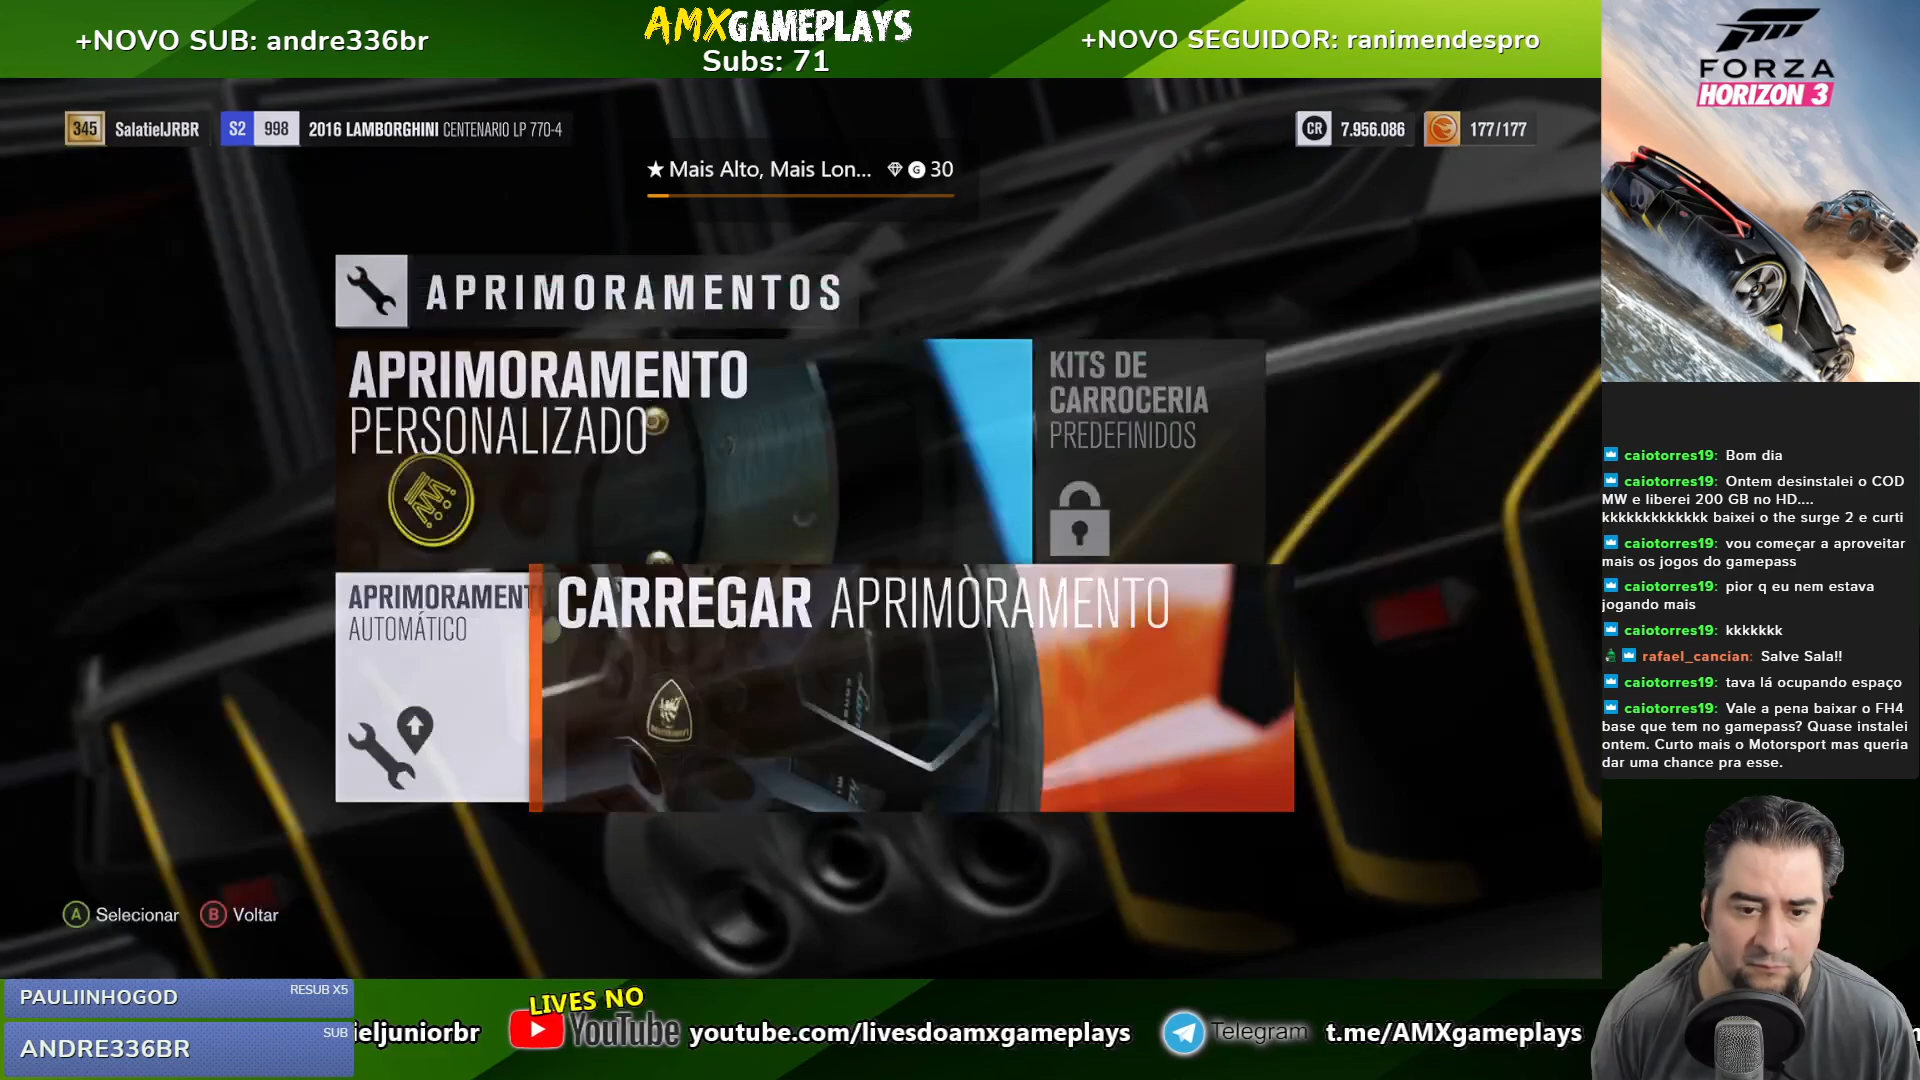 +NOVO SUB: andre336br
AMXGAMEPLAYS
Subs: 71
+NOVO SEGUIDOR: ranimendespro
FORZA
HORIZON 3
345 SalatielJRBR S2 998 2016 LAMBORGHINI CENTENARIO LP 770-4
CR 7.956.086 177/177
★ Mais Alto, Mais Lon... G 30
APRIMORAMENTOS
APRIMORAMENTO
PERSONALIZADO
KITS DE
CARROCERIA
PREDEFINIDOS
APRIMORAMENT
AUTOMÁTICO
CARREGAR APRIMORAMENTO
A Selecionar B Voltar
caiotorres19: Bom dia
caiotorres19: Ontem desinstalei o COD
MW e liberei 200 GB no HD....
kkkkkkkkkkkkk baixei o the surge 2 e curti
caiotorres19: vou começar a aproveitar
mais os jogos do gamepass
caiotorres19: pior q eu nem estava
jogando mais
caiotorres19: kkkkkkk
rafael_cancian: Salve Sala!!
caiotorres19: tava lá ocupando espaço
caiotorres19: Vale a pena baixar o FH4
base que tem no gamepass? Quase instalei
ontem. Curto mais o Motorsport mas queria
dar uma chance pra esse.
PAULIINHOGOD RESUB X5
ANDRE336BR SUB
ieljuniorbr
LIVES NO
YouTube youtube.com/livesdoamxgameplays
Telegram t.me/AMXgameplays